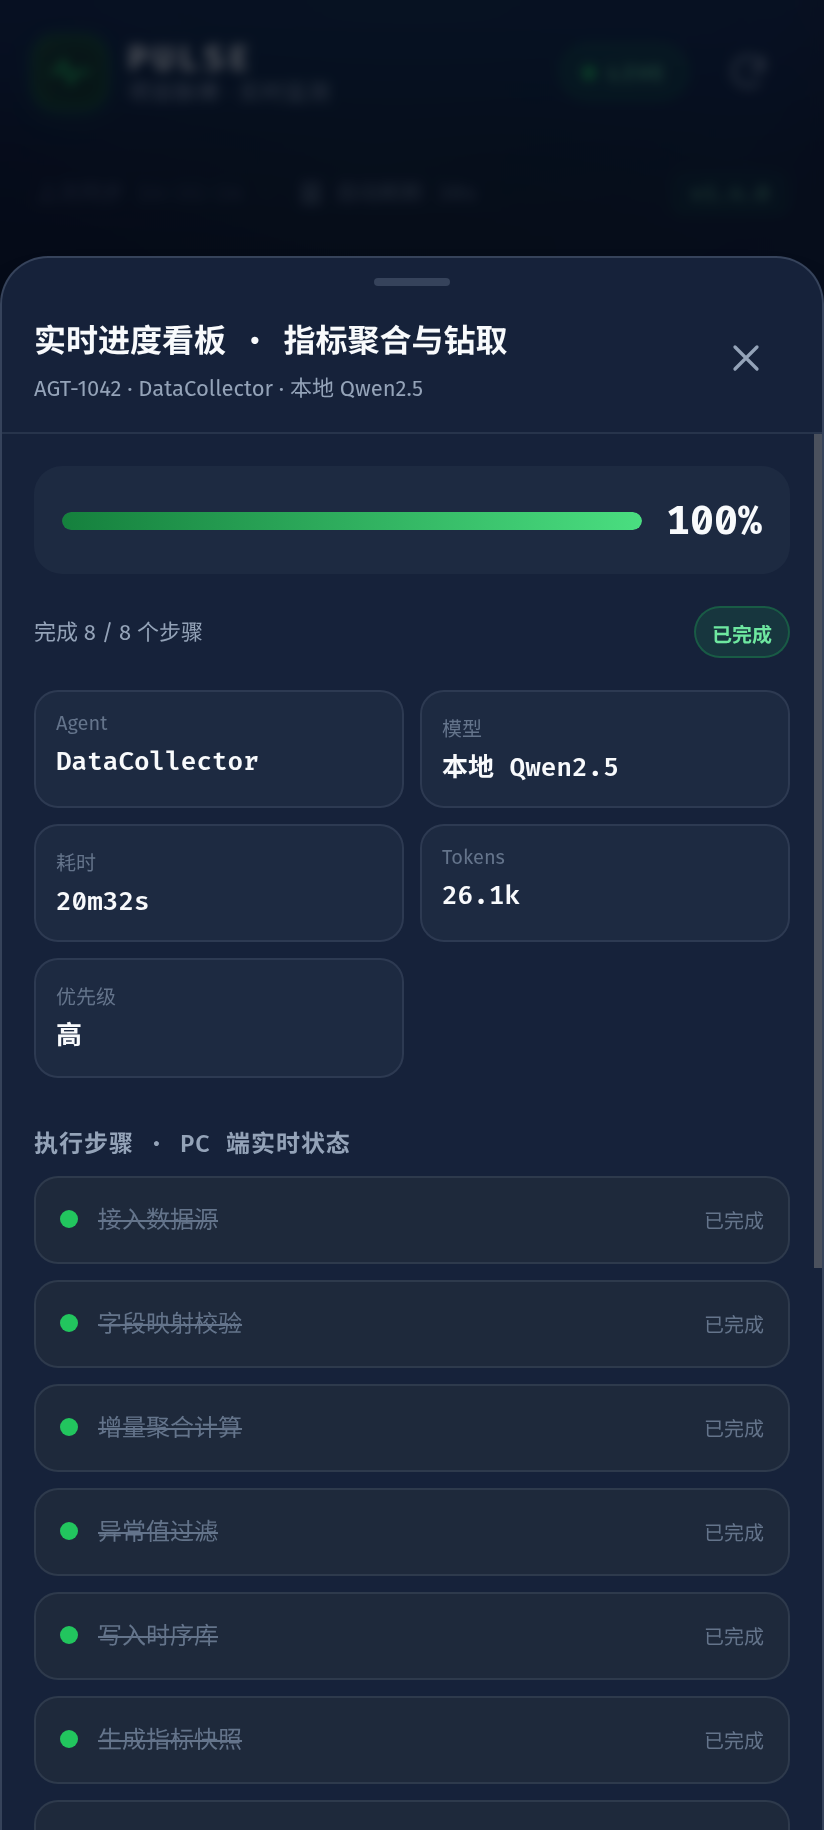 PULSE
实时进度看板 · 指标聚合与钻取
AGT-1042 · DataCollector · 本地 Qwen2.5
100%
完成 8 / 8 个步骤
已完成
Agent
DataCollector
模型
本地 Qwen2.5
耗时
20m32s
Tokens
26.1k
优先级
高
执行步骤 · PC 端实时状态
接入数据源
已完成
字段映射校验
已完成
增量聚合计算
已完成
异常值过滤
已完成
写入时序库
已完成
生成指标快照
已完成